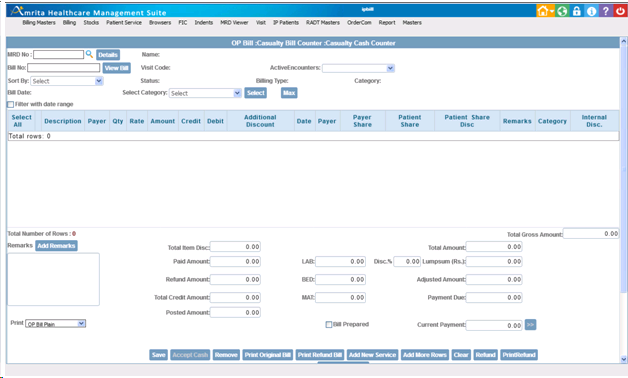 Amrita Healthcare Management Suite
Billing Masters Billing Stocks Patient Service Browsers FIC Indents MRD Viewer Visit IP Patients RADT Masters OrderCom Report Masters
OP Bill :Casualty Bill Counter :Casualty Cash Counter
MRD No : Details Name:
Bill No: View Bill Visit Code: ActiveEncounters:
Sort By: Select Status: Billing Type: Category:
Bill Date: Select Category: Select Select Max
Filter with date range
Select All Description Payer Qty Rate Amount Credit Debit Additional Discount Date Payer Payer Share Patient Share Patient Share Disc Remarks Category Internal Disc.
Total rows: 0
Total Number of Rows : 0 Total Gross Amount: 0.00
Remarks Add Remarks Total Item Disc: 0.00 Total Amount: 0.00
Paid Amount: 0.00 LAB: 0.00 Disc.% 0.00 Lumpsum (Rs.): 0.00
Refund Amount: 0.00 BED: 0.00 Adjusted Amount: 0.00
Total Credit Amount: 0.00 MAT: 0.00 Payment Due: 0.00
Posted Amount: 0.00
Print OP Bill Plain Bill Prepared Current Payment: 0.00 >>
Save Accept Cash Remove Print Original Bill Print Refund Bill Add New Service Add More Rows Clear Refund PrintRefund